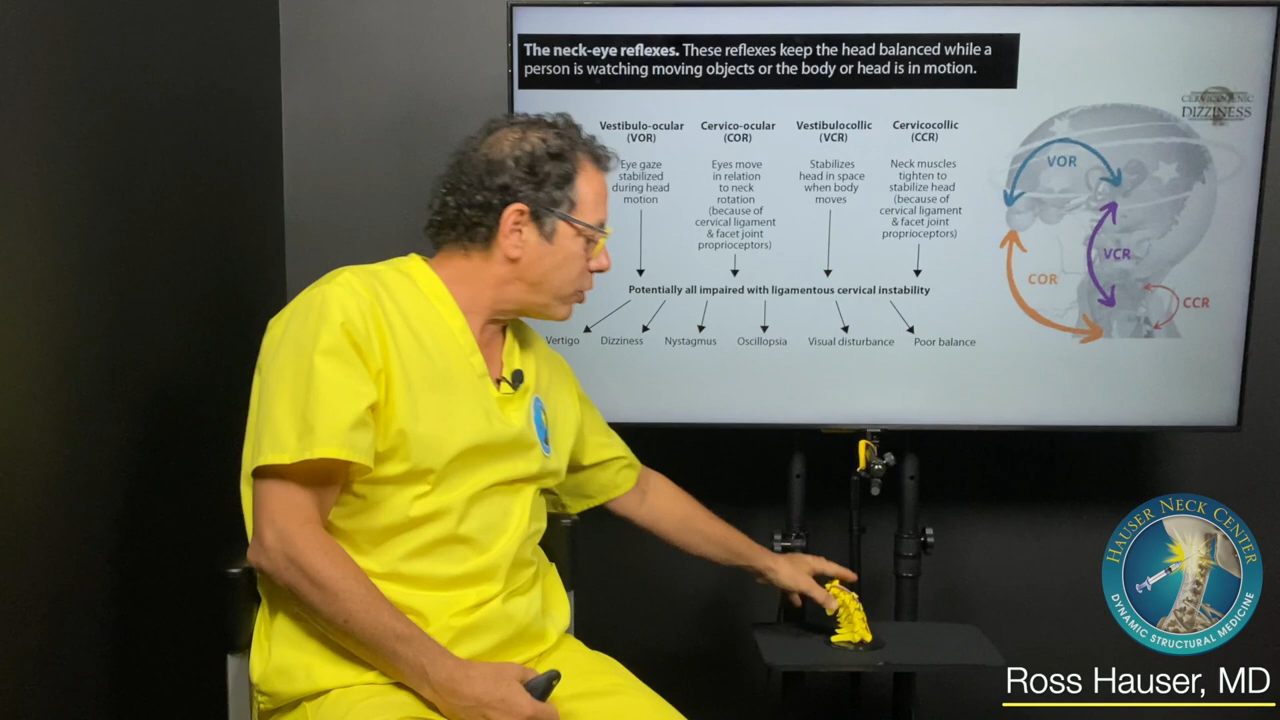 The neck-eye reflexes. These reflexes keep the head balanced while a
person is watching moving objects or the body or head is in motion.
CERVICOGENIC
DIZZINESS
Vestibulo-ocular
(VOR)
Eye gaze
stabilized
during head
motion
Cervico-ocular
(COR)
Eyes move
in relation
to neck
rotation
(because of
cervical ligament
& facet joint
proprioceptors)
Vestibulocollic
(VCR)
Stabilizes
head in space
when body
moves
Cervicocollic
(CCR)
Neck muscles
tighten to
stabilize head
(because of
cervical ligament
& facet joint
proprioceptors)
Potentially all impaired with ligamentous cervical instability
Vertigo
Dizziness
Nystagmus
Oscillopsia
Visual disturbance
Poor balance
VOR
VCR
COR
CCR
HAUSER NECK CENTER
DYNAMIC STRUCTURAL MEDICINE
Ross Hauser, MD